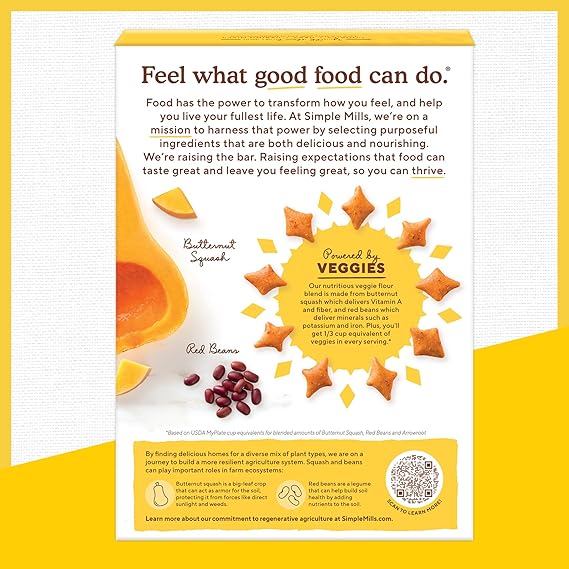 Feel what good food can do.®
Food has the power to transform how you feel, and help
you live your fullest life. At Simple Mills, we're on a
mission to harness that power by selecting purposeful
ingredients that are both delicious and nourishing.
We're raising the bar. Raising expectations that food can
taste great and leave you feeling great, so you can thrive.
Butternut
Squash
Powered by
VEGGIES
Our nutritious veggie flour
blend is made from butternut
squash which delivers Vitamin A
and fiber, and red beans which
deliver minerals such as
potassium and iron. Plus, you'll
get 1/3 cup equivalent of
veggies in every serving.*
Red Beans
*Based on USDA MyPlate cup equivalents for blended amounts of Butternut Squash, Red Beans and Arrowroot
By finding delicious homes for a diverse mix of plant types, we are on a
journey to build a more resilient agriculture system. Squash and beans
can play important roles in farm ecosystems:
Butternut squash is a big-leaf crop
that can act as armor for the soil,
protecting it from forces like direct
sunlight and weeds.
Red beans are a legume
that can help build soil
health by adding
nutrients to the soil.
SCAN TO LEARN MORE!
Learn more about our commitment to regenerative agriculture at SimpleMills.com.